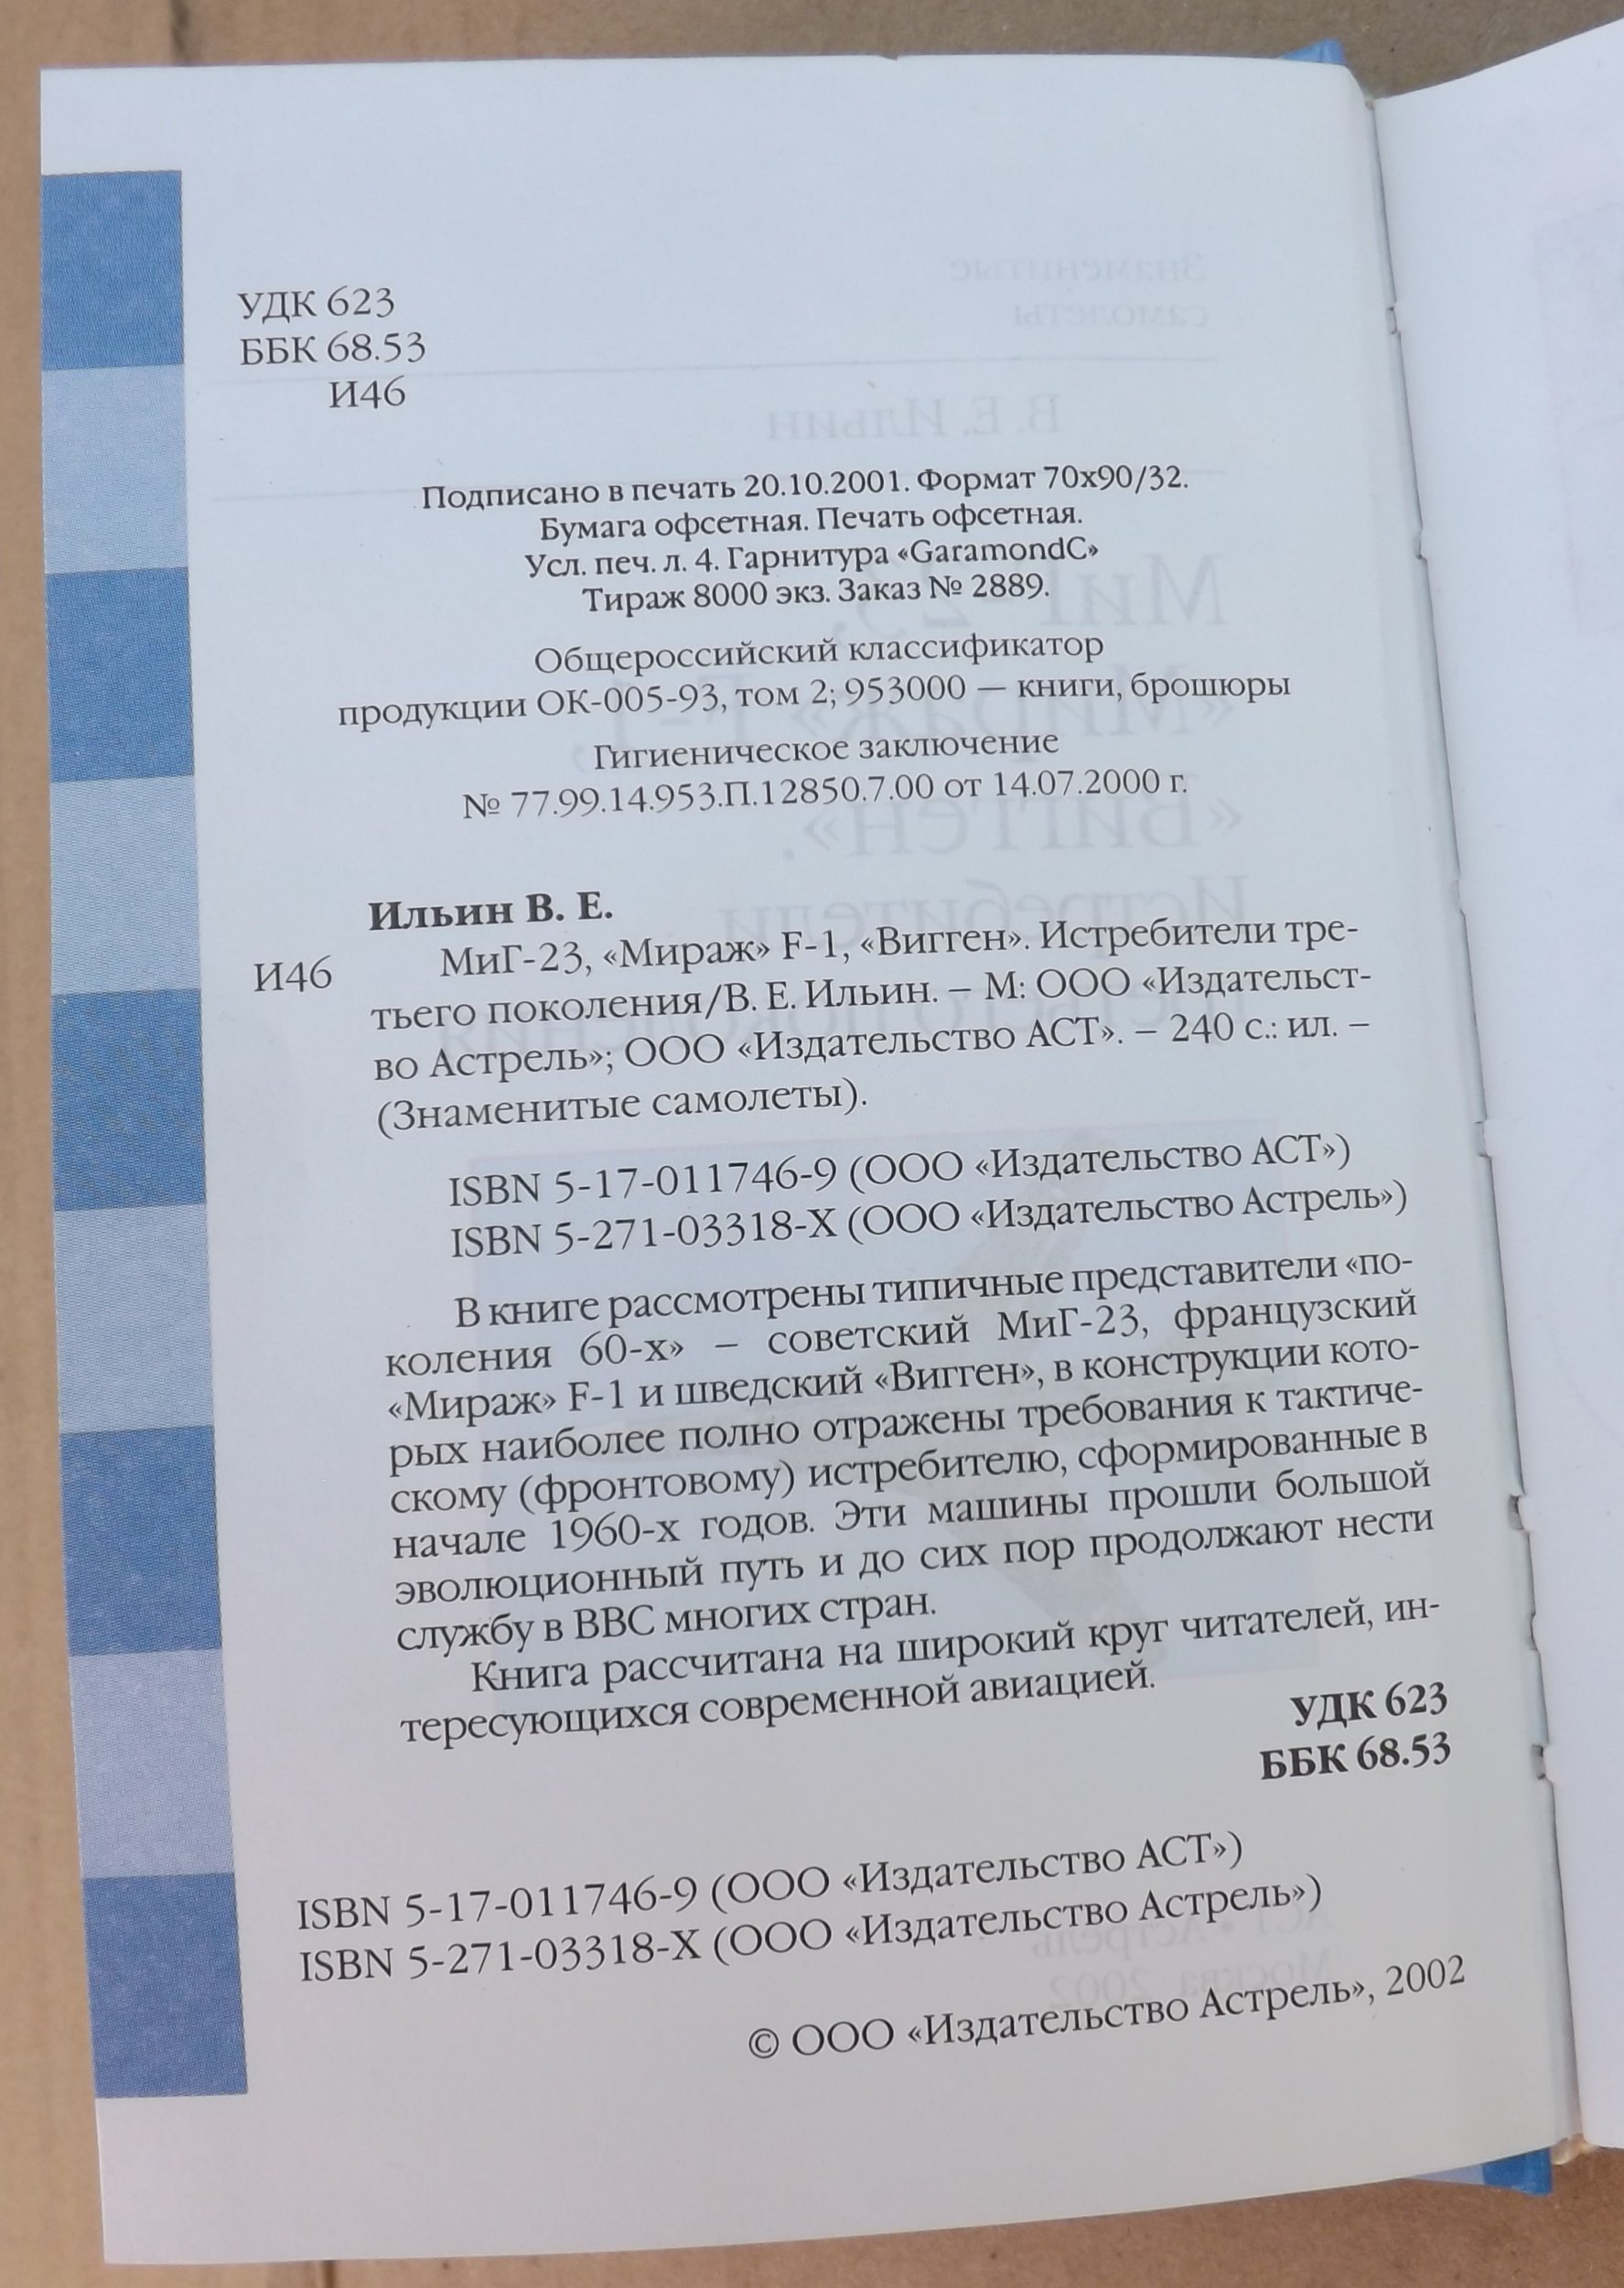 УДК 623
ББК 68.53
И46
Подписано в печать 20.10.2001. Формат 70х90/32.
Бумага офсетная. Печать офсетная.
Усл. печ. л. 4. Гарнитура «GaramondC»
Тираж 8000 экз. Заказ № 2889.
Общероссийский классификатор
продукции ОК-005-93, том 2; 953000 — книги, брошюры
Гигиеническое заключение
№ 77.99.14.953.П.12850.7.00 от 14.07.2000 г.
Ильин В. Е.
И46 МиГ-23, «Мираж» F-1, «Вигген». Истребители тре-
тьего поколения/В. Е. Ильин. – М: ООО «Издательст-
во Астрель»; ООО «Издательство АСТ». – 240 с.: ил. –
(Знаменитые самолеты).
ISBN 5-17-011746-9 (ООО «Издательство АСТ»)
ISBN 5-271-03318-Х (ООО «Издательство Астрель»)
В книге рассмотрены типичные представители «по-
коления 60-х» – советский МиГ-23, французский
«Мираж» F-1 и шведский «Вигген», в конструкции кото-
рых наиболее полно отражены требования к тактиче-
скому (фронтовому) истребителю, сформированные в
начале 1960-х годов. Эти машины прошли большой
эволюционный путь и до сих пор продолжают нести
службу в ВВС многих стран.
Книга рассчитана на широкий круг читателей, ин-
тересующихся современной авиацией.
УДК 623
ББК 68.53
ISBN 5-17-011746-9 (ООО «Издательство АСТ»)
ISBN 5-271-03318-Х (ООО «Издательство Астрель»)
© ООО «Издательство Астрель», 2002